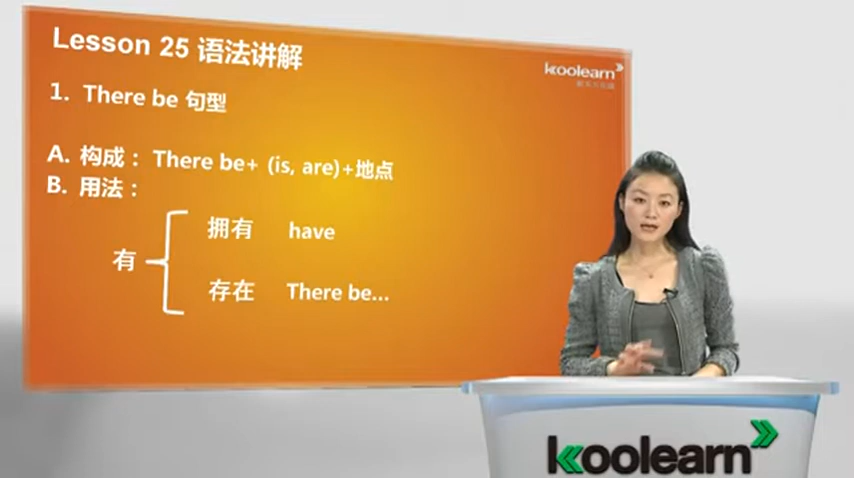 Lesson 25 语法讲解
koolearn
1. There be 句型
A. 构成： There be+ (is, are)+地点
B. 用法：
拥有 have
有
存在 There be...
koolearn